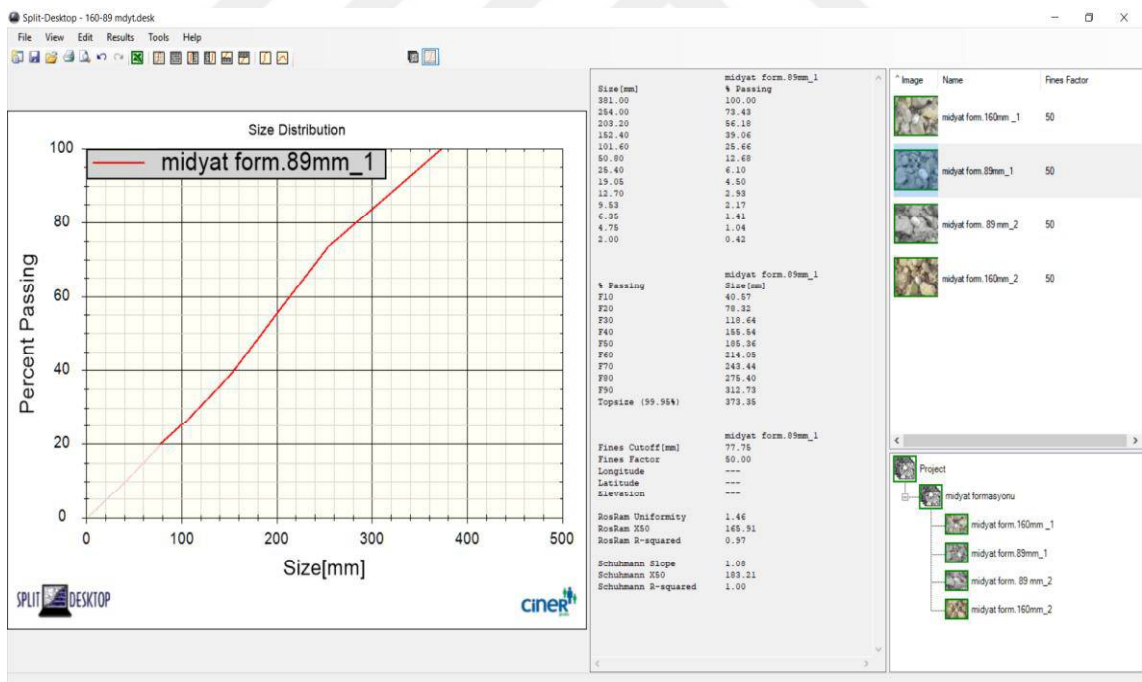 Split-Desktop - 160-89 mdyt.desk
File View Edit Results Tools Help
Size Distribution
midyat form.89mm_1
Percent Passing
100
80
60
40
20
0
0 100 200 300 400 500
Size[mm]
SPLIT DESKTOP
ciner
midyat form.89mm_1
Size[mm] % Passing
381.00 100.00
254.00 73.43
203.20 56.18
152.40 39.06
101.60 25.66
50.80 12.68
25.40 6.10
19.05 4.50
12.70 2.93
9.53 2.17
6.35 1.41
4.75 1.04
2.00 0.42
midyat form.89mm_1
% Passing Size[mm]
F10 40.57
F20 78.32
F30 118.64
F40 155.54
F50 185.36
F60 214.05
F70 243.44
F80 275.40
F90 312.73
Topsize (99.95%) 373.35
midyat form.89mm_1
Fines Cutoff[mm] 77.75
Fines Factor 50.00
Longitude ---
Latitude ---
Elevation ---
RosRam Uniformity 1.46
RosRam X50 165.91
RosRam R-squared 0.97
Schuhmann Slope 1.08
Schuhmann X50 183.21
Schuhmann R-squared 1.00
Image Name Fines Factor
midyat form.160mm _1 50
midyat form.89mm_1 50
midyat form. 89 mm_2 50
midyat form.160mm_2 50
Project
midyat formasyonu
midyat form.160mm _1
midyat form.89mm_1
midyat form. 89 mm_2
midyat form.160mm_2